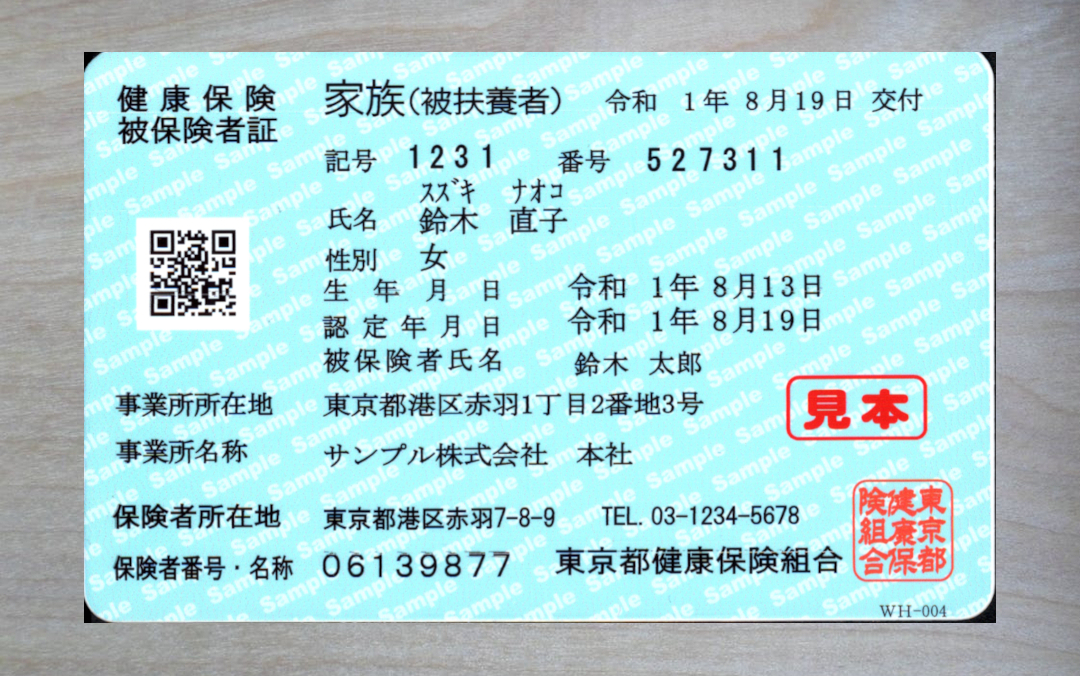 健康保険 家族(被扶養者) 令和 1年 8月19日 交付
被保険者証
記号 1231 番号 527311
ｽｽﾞｷ ﾅｵｺ
氏名 鈴木 直子
性別 女
生年月日 令和 1年 8月13日
認定年月日 令和 1年 8月19日
被保険者氏名 鈴木 太郎
事業所所在地 東京都港区赤羽1丁目2番地3号
見本
事業所名称 サンプル株式会社 本社
保険者所在地 東京都港区赤羽7-8-9 TEL.03-1234-5678
保険者番号・名称 06139877 東京都健康保険組合
東京都
健康保
険組合
WH-004
Sample